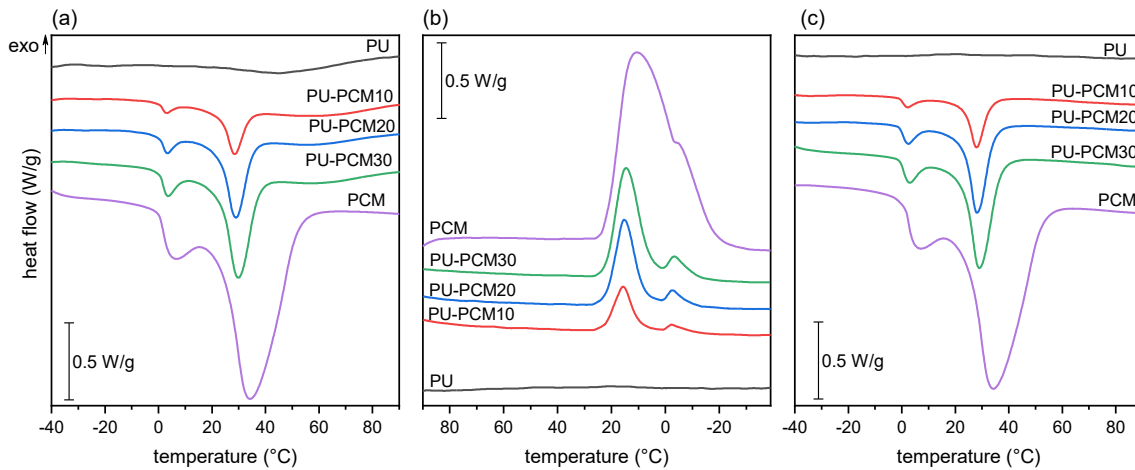 (a)
exo
PU
PU-PCM10
PU-PCM20
PU-PCM30
PCM
0.5 W/g
heat flow (W/g)
-40 -20 0 20 40 60 80
temperature (°C)
(b)
0.5 W/g
PCM
PU-PCM30
PU-PCM20
PU-PCM10
PU
80 60 40 20 0 -20
temperature (°C)
(c)
PU
PU-PCM10
PU-PCM20
PU-PCM30
PCM
0.5 W/g
-40 -20 0 20 40 60 80
temperature (°C)